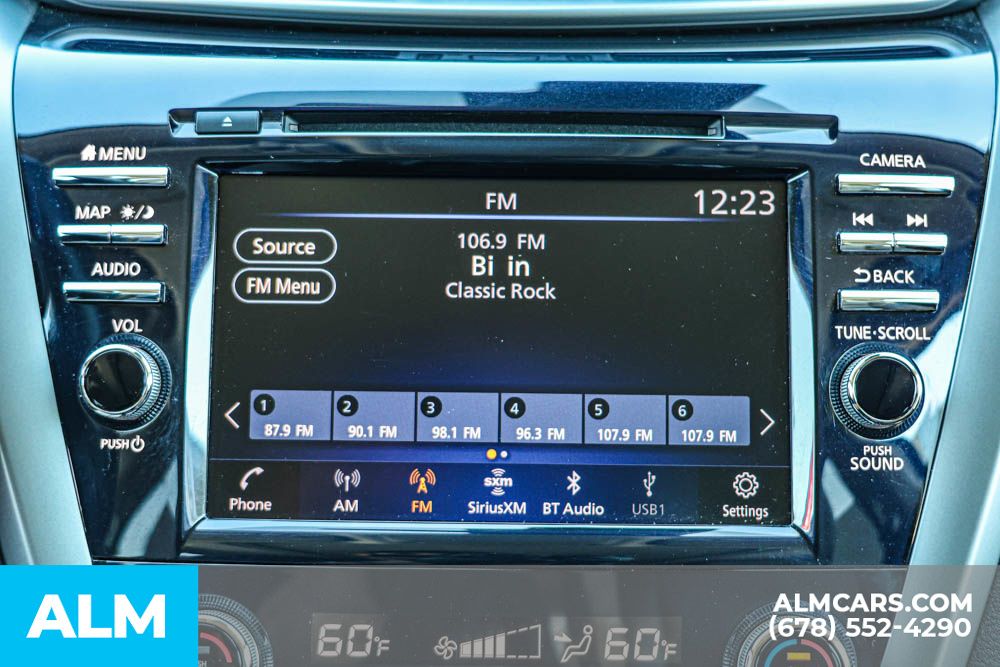 MENU
CAMERA
MAP
AUDIO
BACK
VOL
TUNE·SCROLL
PUSH
PUSH
SOUND
FM
12:23
Source
106.9 FM
Bi in
FM Menu
Classic Rock
1
87.9 FM
2
90.1 FM
3
98.1 FM
4
96.3 FM
5
107.9 FM
6
107.9 FM
Phone
AM
FM
sxm
SiriusXM
BT Audio
USB1
Settings
ALM
60°F
60°F
ALMCARS.COM
(678) 552-4290